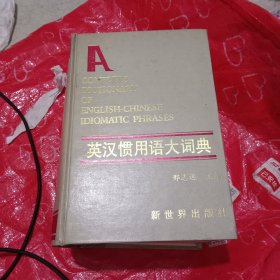 A
COMPLETE
DICTIONARY
OF
ENGLISH-CHINESE
IDIOMATIC PHRASES
英汉惯用语大词典
新世界出版社